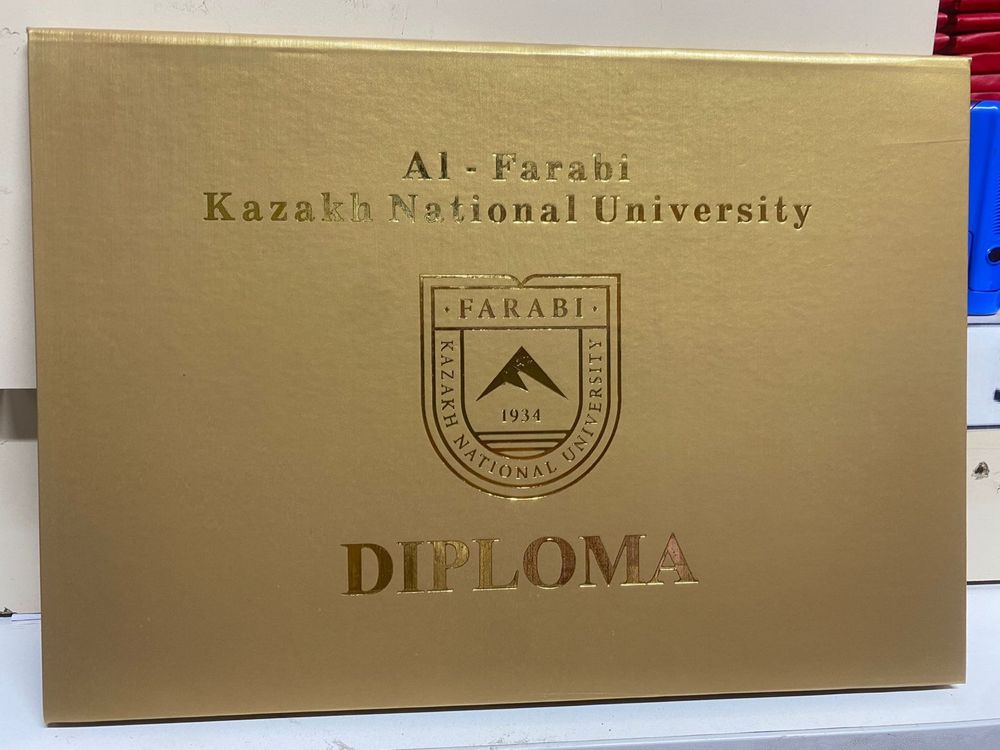 Al - Farabi
Kazakh National University
· FARABI ·
KAZAKH NATIONAL UNIVERSITY
1934
DIPLOMA